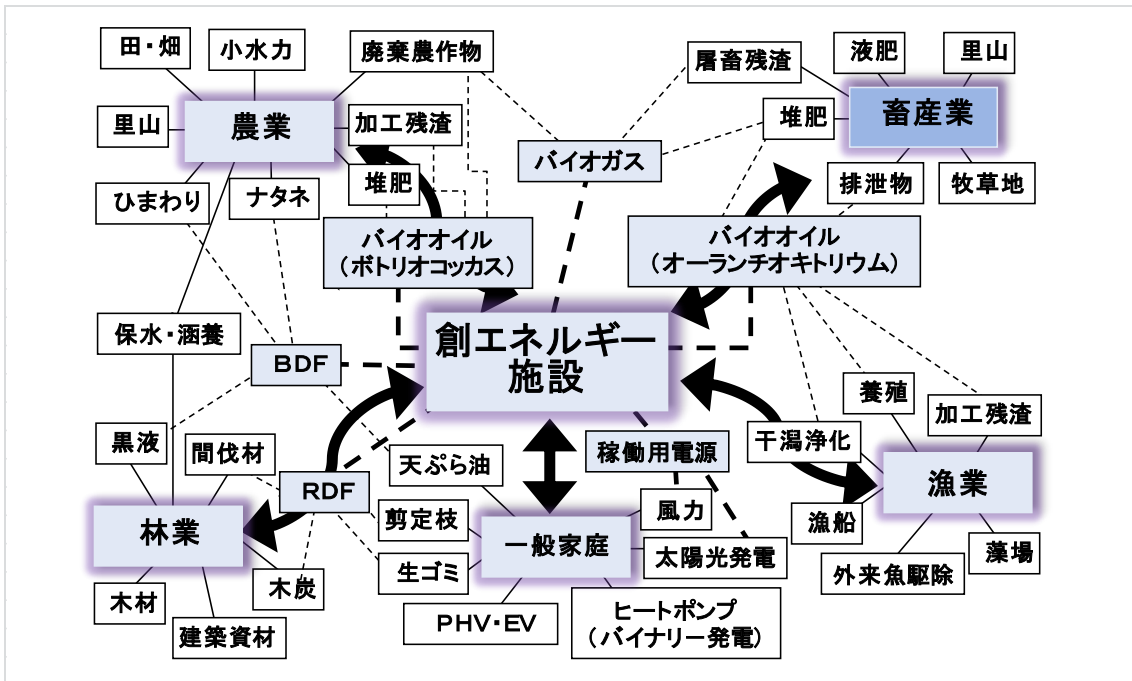 田・畑
小水力
廃棄農作物
屠畜残渣
液肥
里山
里山
農業
加工残渣
バイオガス
堆肥
畜産業
ひまわり
ナタネ
堆肥
排泄物
牧草地
バイオオイル
（ボトリオコッカス）
バイオオイル
（オーランチオキトリウム）
保水・涵養
創エネルギー
施設
BDF
養殖
加工残渣
黒液
間伐材
天ぷら油
稼働用電源
干潟浄化
RDF
漁業
林業
剪定枝
一般家庭
風力
漁船
太陽光発電
藻場
木材
木炭
生ゴミ
外来魚駆除
建築資材
PHV・EV
ヒートポンプ
（バイナリー発電）